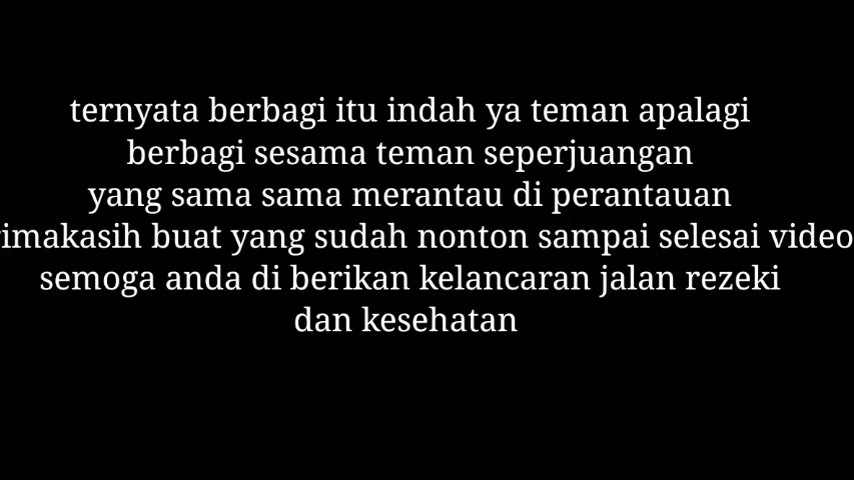 ternyata berbagi itu indah ya teman apalagi
berbagi sesama teman seperjuangan
yang sama sama merantau di perantauan
imakasih buat yang sudah nonton sampai selesai video
semoga anda di berikan kelancaran jalan rezeki
dan kesehatan